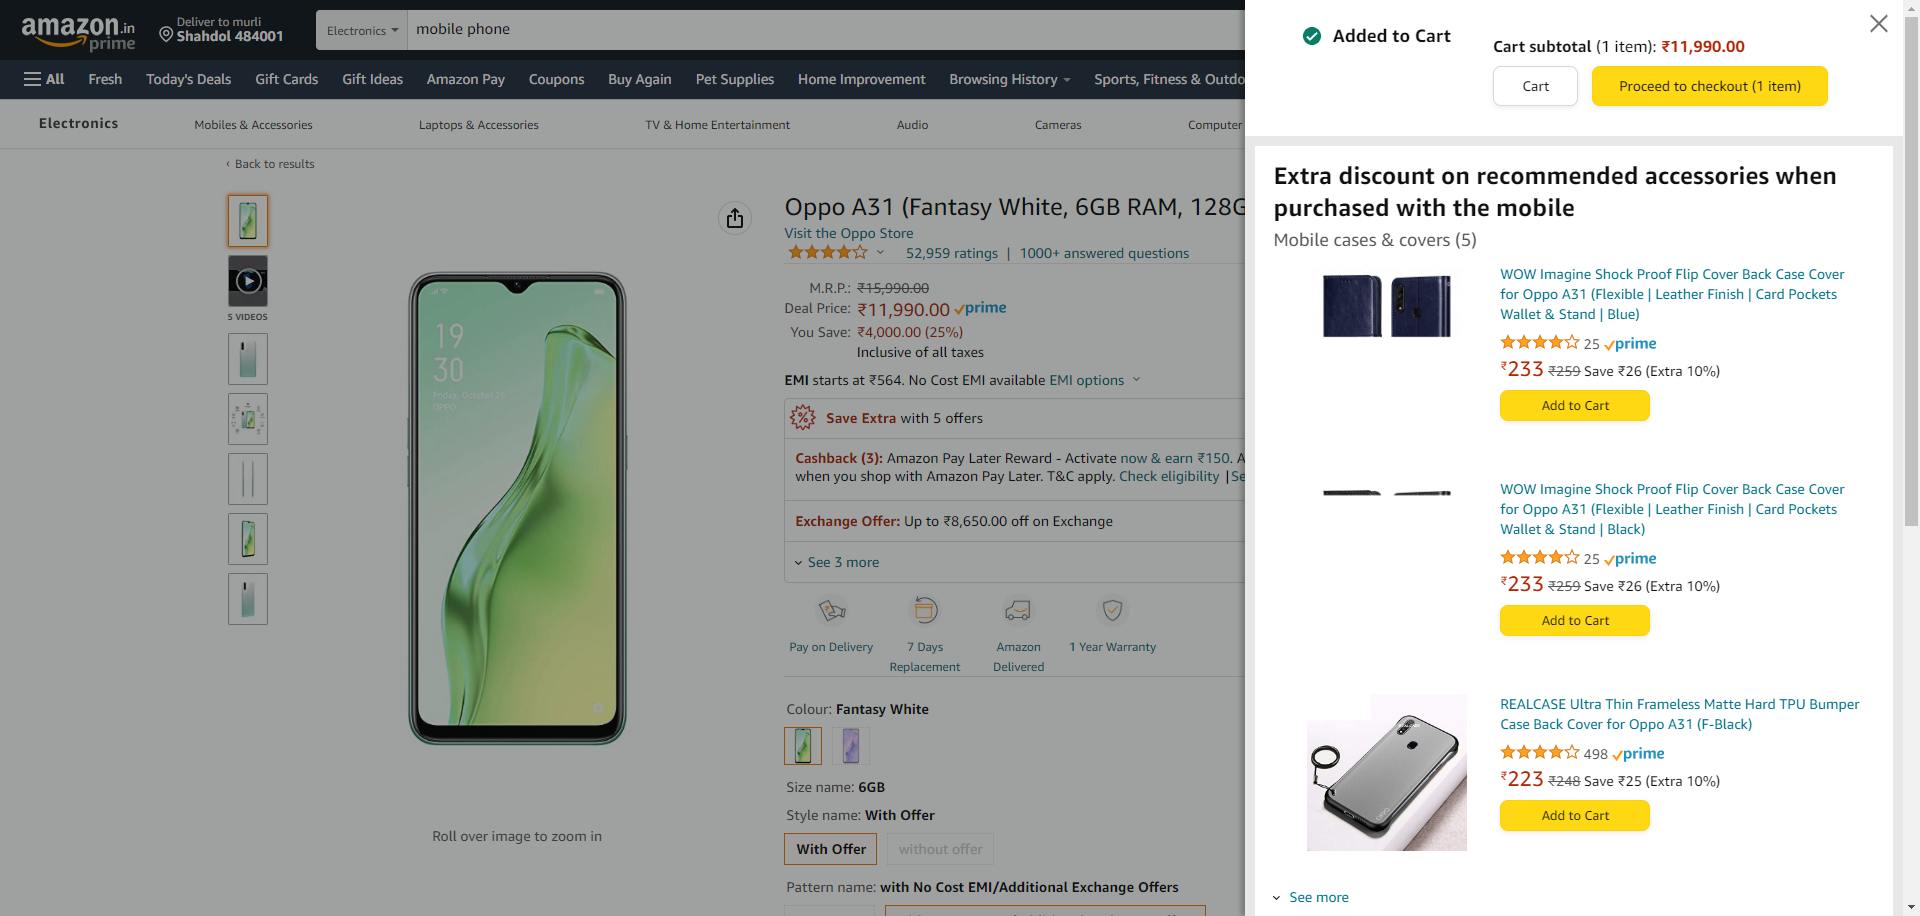 amazon.in
prime
Deliver to murli
Shahdol 484001
Electronics
mobile phone
All
Fresh
Today's Deals
Gift Cards
Gift Ideas
Amazon Pay
Coupons
Buy Again
Pet Supplies
Home Improvement
Browsing History
Sports, Fitness & Outdo
Electronics
Mobiles & Accessories
Laptops & Accessories
TV & Home Entertainment
Audio
Cameras
Computer
‹ Back to results
5 VIDEOS
19
30
Friday, October 25
OPPO
Roll over image to zoom in
Oppo A31 (Fantasy White, 6GB RAM, 128G
Visit the Oppo Store
52,959 ratings | 1000+ answered questions
M.R.P.: ₹15,990.00
Deal Price: ₹11,990.00 prime
You Save: ₹4,000.00 (25%)
Inclusive of all taxes
EMI starts at ₹564. No Cost EMI available EMI options
Save Extra with 5 offers
Cashback (3): Amazon Pay Later Reward - Activate now & earn ₹150. A
when you shop with Amazon Pay Later. T&C apply. Check eligibility | Se
Exchange Offer: Up to ₹8,650.00 off on Exchange
See 3 more
Pay on Delivery
7 Days
Replacement
Amazon
Delivered
1 Year Warranty
Colour: Fantasy White
Size name: 6GB
Style name: With Offer
With Offer
without offer
Pattern name: with No Cost EMI/Additional Exchange Offers
Added to Cart
Cart subtotal (1 item): ₹11,990.00
Cart
Proceed to checkout (1 item)
Extra discount on recommended accessories when
purchased with the mobile
Mobile cases & covers (5)
WOW Imagine Shock Proof Flip Cover Back Case Cover
for Oppo A31 (Flexible | Leather Finish | Card Pockets
Wallet & Stand | Blue)
25 prime
₹233 ₹259 Save ₹26 (Extra 10%)
Add to Cart
WOW Imagine Shock Proof Flip Cover Back Case Cover
for Oppo A31 (Flexible | Leather Finish | Card Pockets
Wallet & Stand | Black)
25 prime
₹233 ₹259 Save ₹26 (Extra 10%)
Add to Cart
REALCASE Ultra Thin Frameless Matte Hard TPU Bumper
Case Back Cover for Oppo A31 (F-Black)
498 prime
₹223 ₹248 Save ₹25 (Extra 10%)
Add to Cart
See more